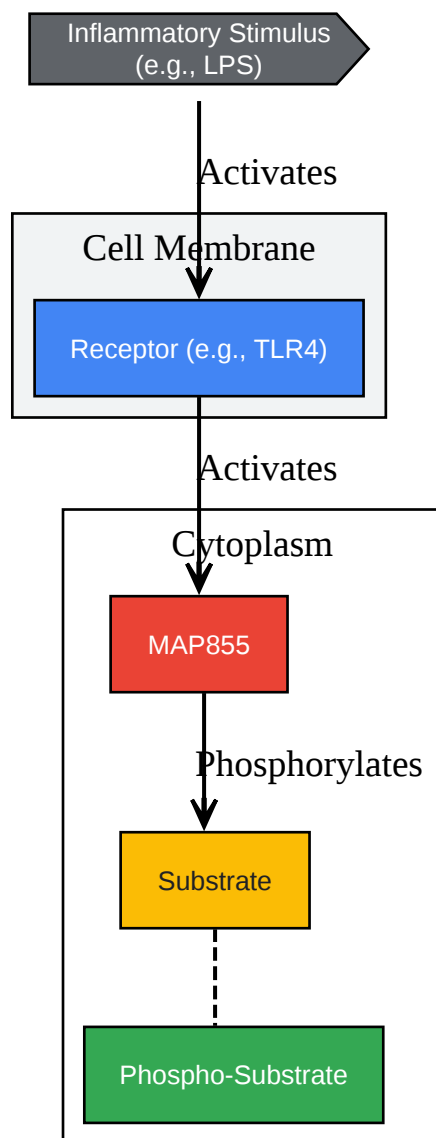 Inflammatory Stimulus
(e.g., LPS)
Activates
Cell Membrane
Receptor (e.g., TLR4)
Activates
Cytoplasm
MAP855
Phosphorylates
Substrate
Phospho-Substrate